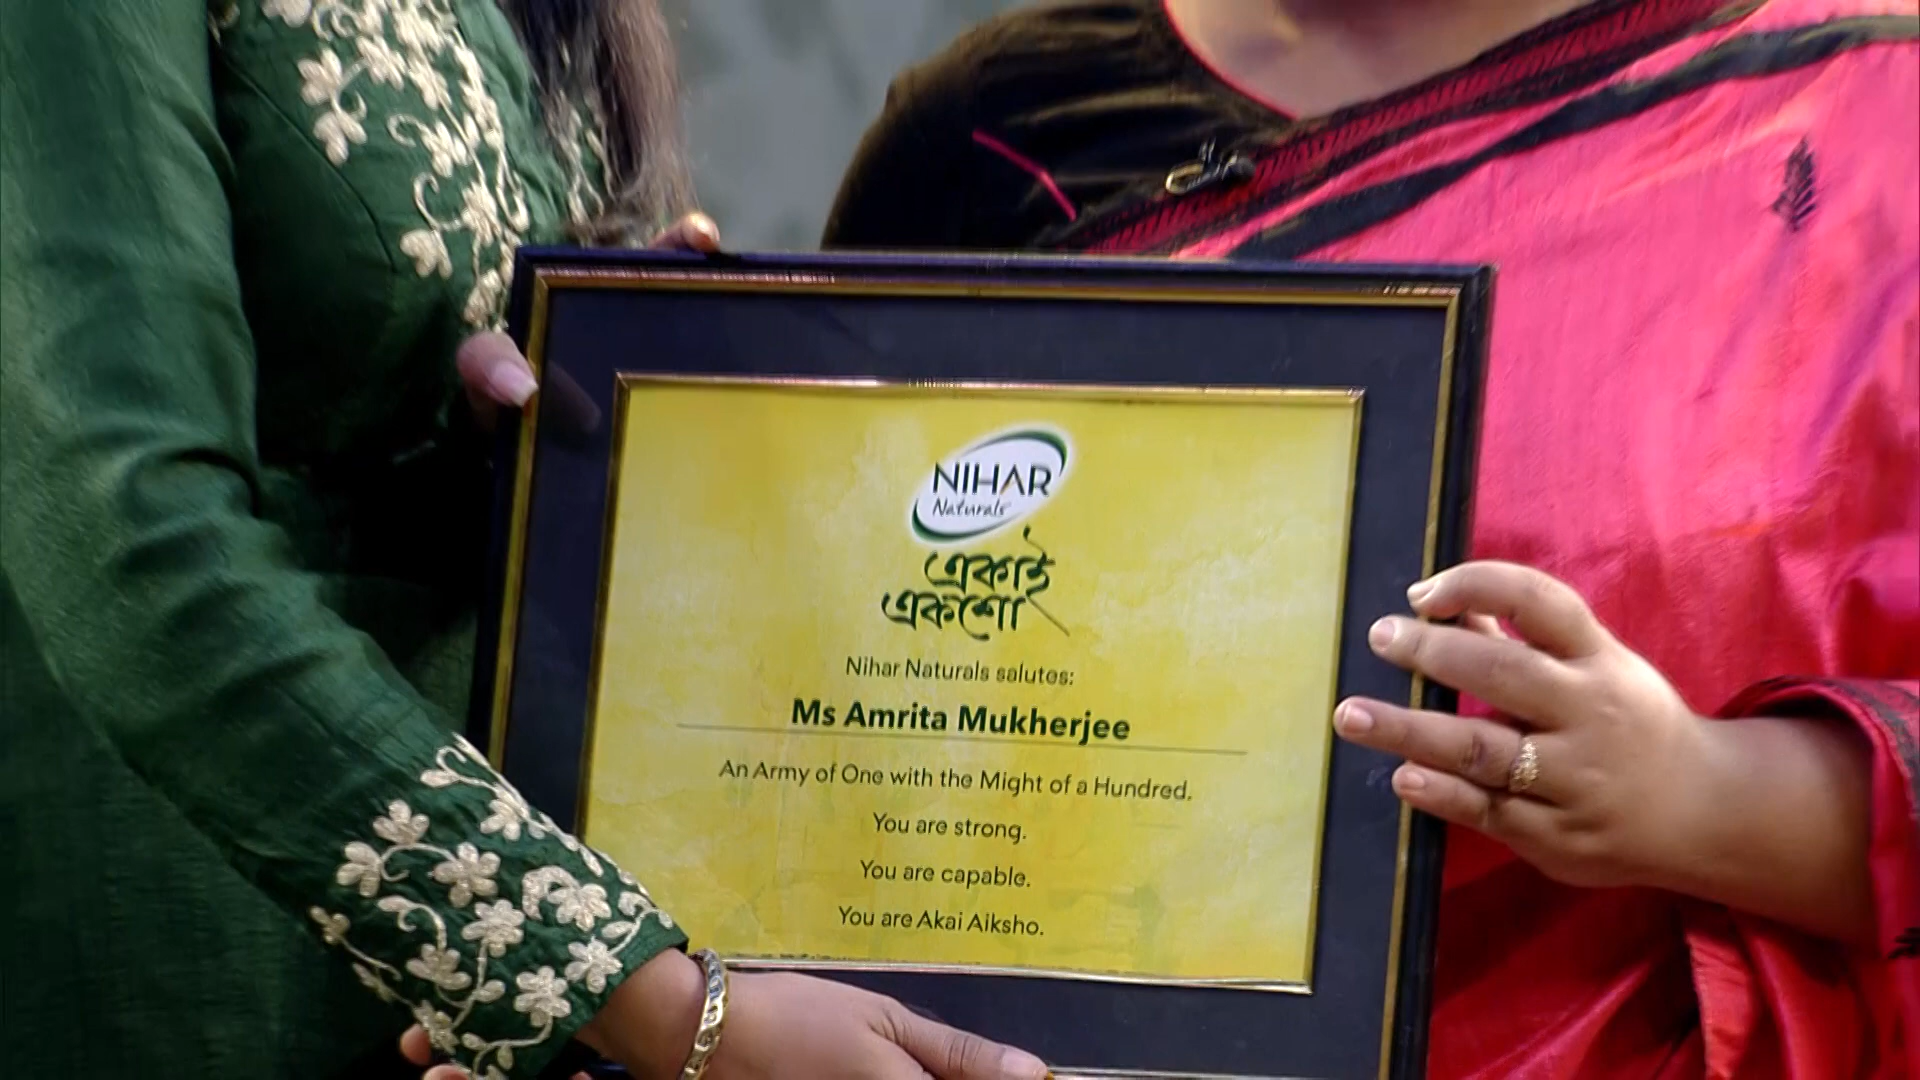 NIHAR
Naturals
একাই
একশো
Nihar Naturals salutes:
Ms Amrita Mukherjee
An Army of One with the Might of a Hundred.
You are strong.
You are capable.
You are Akai Aiksho.